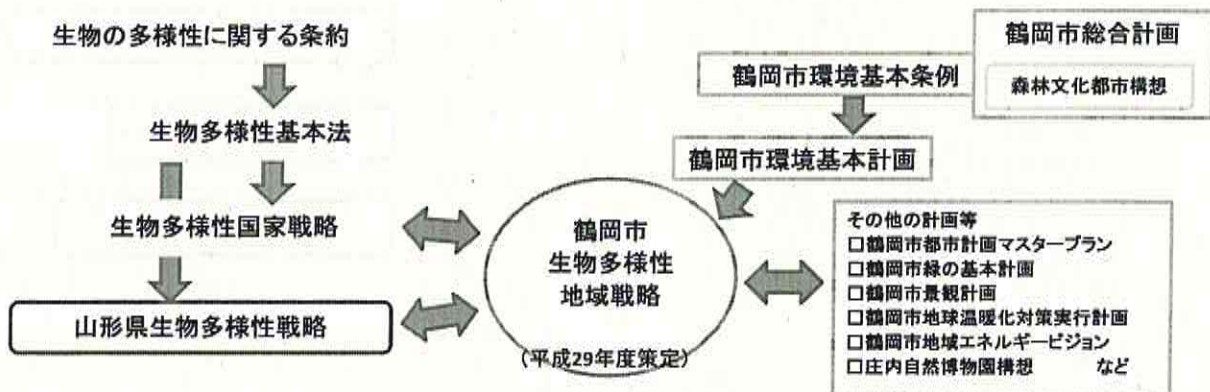 生物の多様性に関する条約
生物多様性基本法
生物多様性国家戦略
山形県生物多様性戦略
鶴岡市
生物多様性
地域戦略
(平成29年度策定)
鶴岡市総合計画
森林文化都市構想
鶴岡市環境基本条例
鶴岡市環境基本計画
その他の計画等
□鶴岡市都市計画マスタープラン
□鶴岡市緑の基本計画
□鶴岡市景観計画
□鶴岡市地球温暖化対策実行計画
□鶴岡市地域エネルギービジョン
□庄内自然博物園構想 など